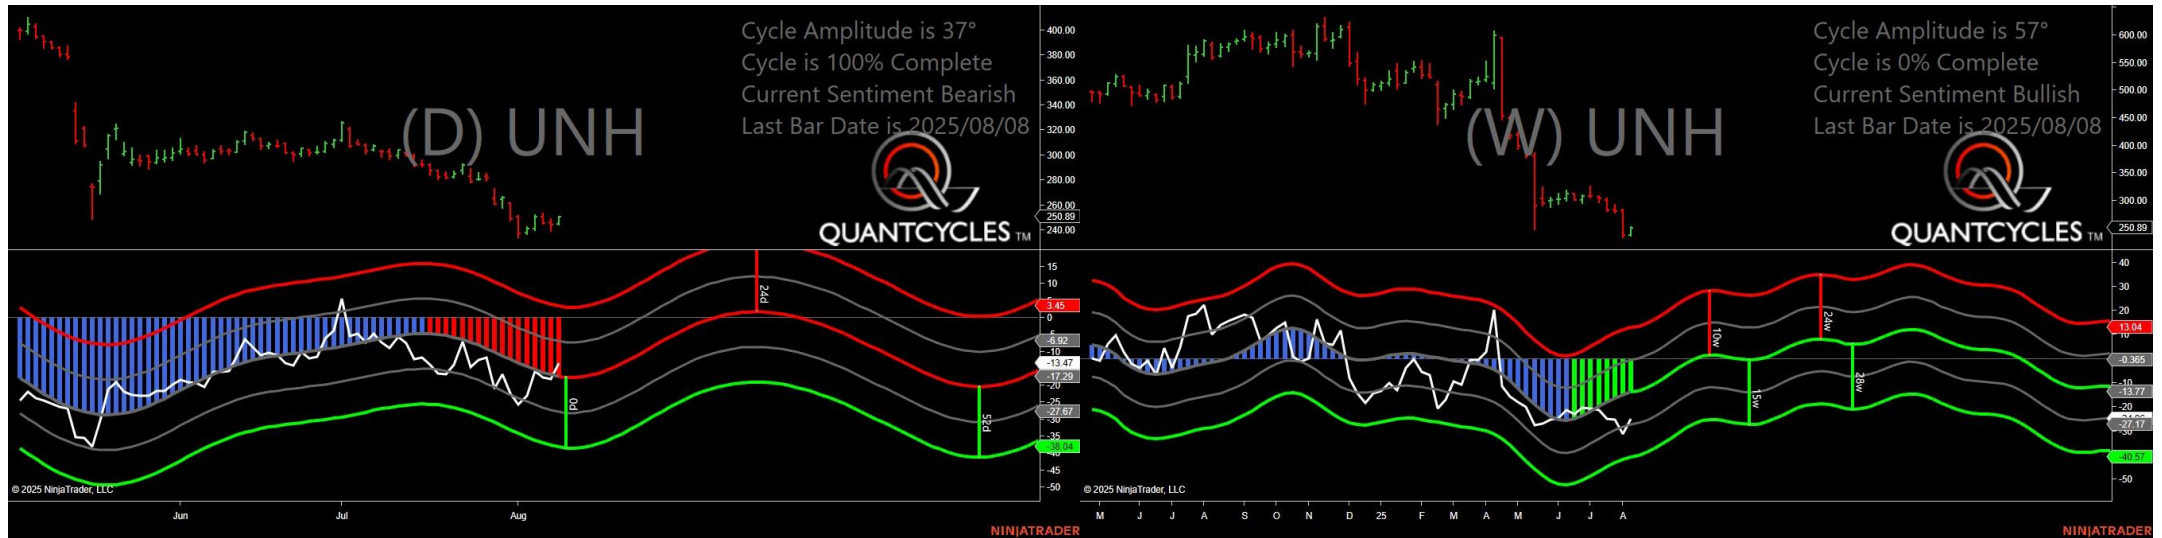 Cycle Amplitude is 37°
Cycle is 100% Complete
Current Sentiment Bearish
Last Bar Date is 2025/08/08
(D) UNH
QUANTCYCLES TM
400.00
380.00
360.00
340.00
320.00
300.00
280.00
260.00
250.89
240.00
15
10
3.45
0
-5
-6.92
-10
-13.47
-17.29
-20
-25
-27.67
-30
-35
-38.04
-40
-45
-50
24d
0d
52d
© 2025 NinjaTrader, LLC
Jun
Jul
Aug
NINJATRADER
Cycle Amplitude is 57°
Cycle is 0% Complete
Current Sentiment Bullish
Last Bar Date is 2025/08/08
(W) UNH
QUANTCYCLES TM
600.00
550.00
500.00
450.00
400.00
350.00
300.00
250.89
40
30
20
13.04
-0.365
-10
-13.77
-20
-27.17
-30
-40.57
-50
10w
15w
24w
28w
© 2025 NinjaTrader, LLC
M J J A S O N D 25 F M A M J J A
NINJATRADER